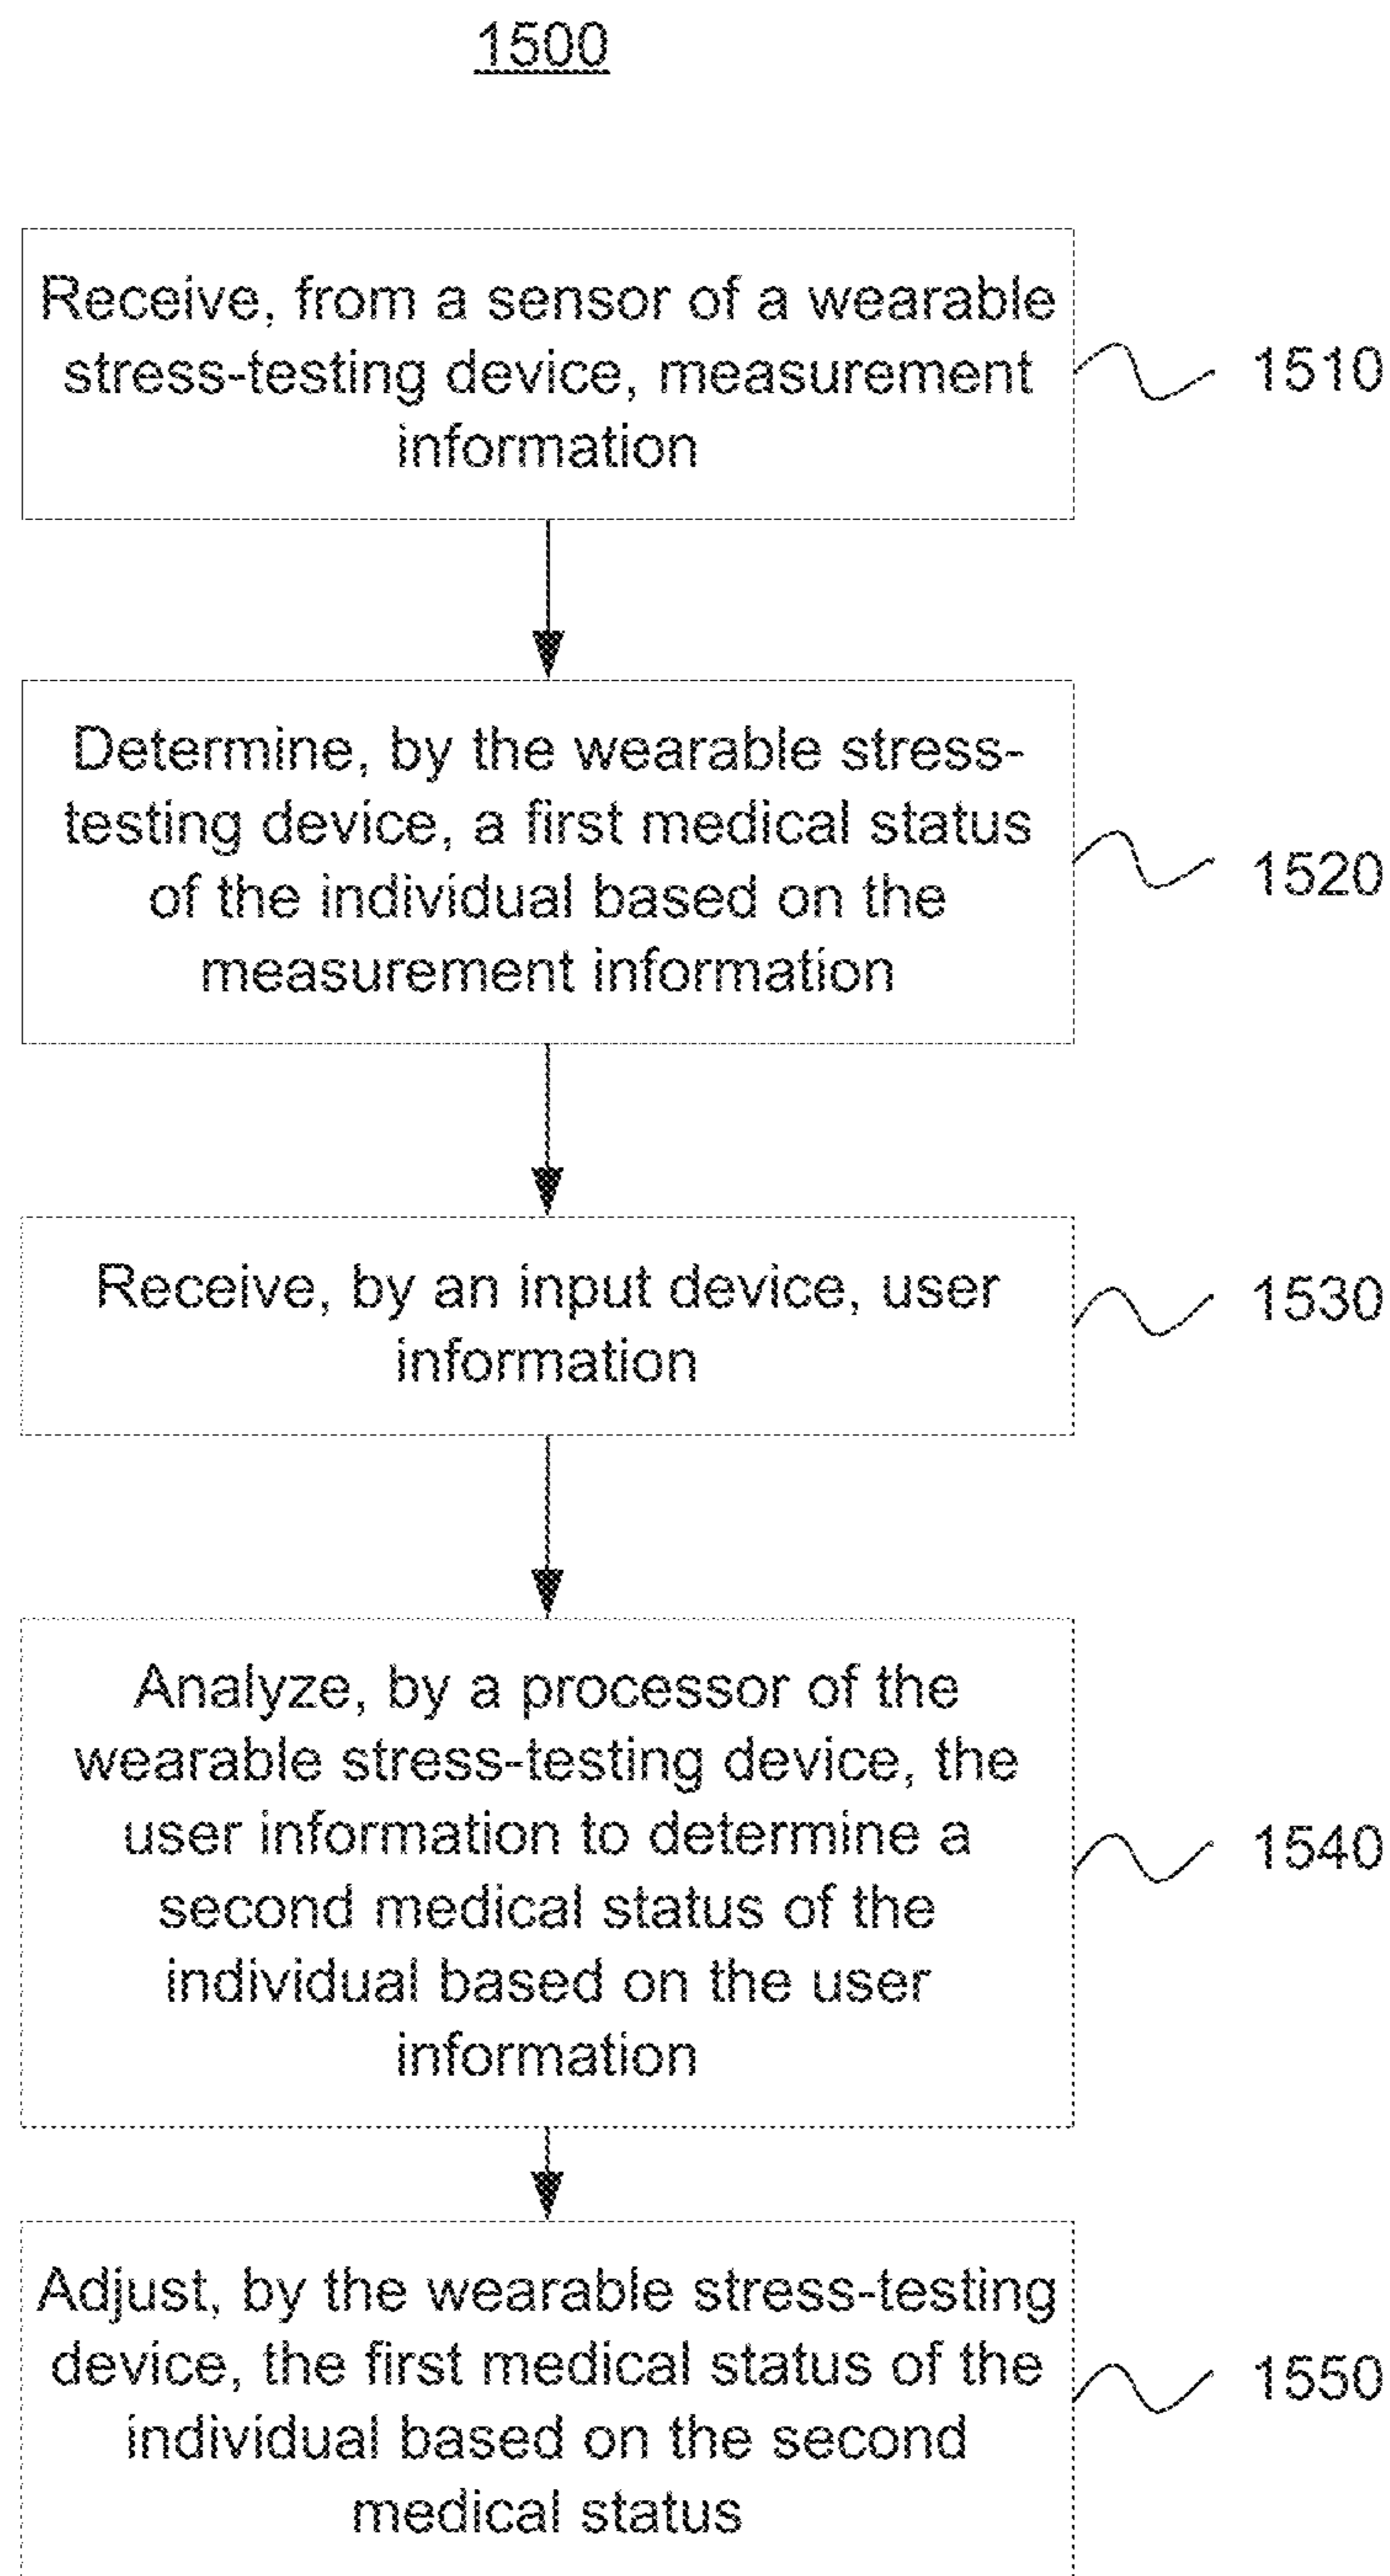 1500
Receive, from a sensor of a wearable
stress-testing device, measurement
information
1510
Determine, by the wearable stress-
testing device, a first medical status
of the individual based on the
measurement information
1520
Receive, by an input device, user
information
1530
Analyze, by a processor of the
wearable stress-testing device, the
user information to determine a
second medical status of the
individual based on the user
information
1540
Adjust, by the wearable stress-testing
device, the first medical status of the
individual based on the second
medical status
1550